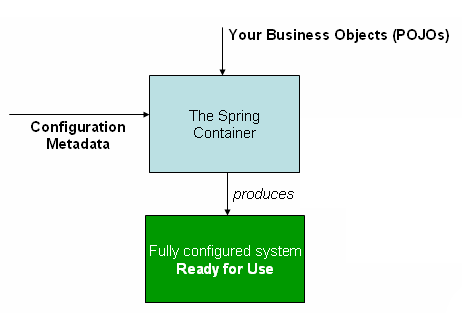 Your Business Objects (POJOs)
The Spring
Container
Configuration
Metadata
produces
Fully configured system
Ready for Use